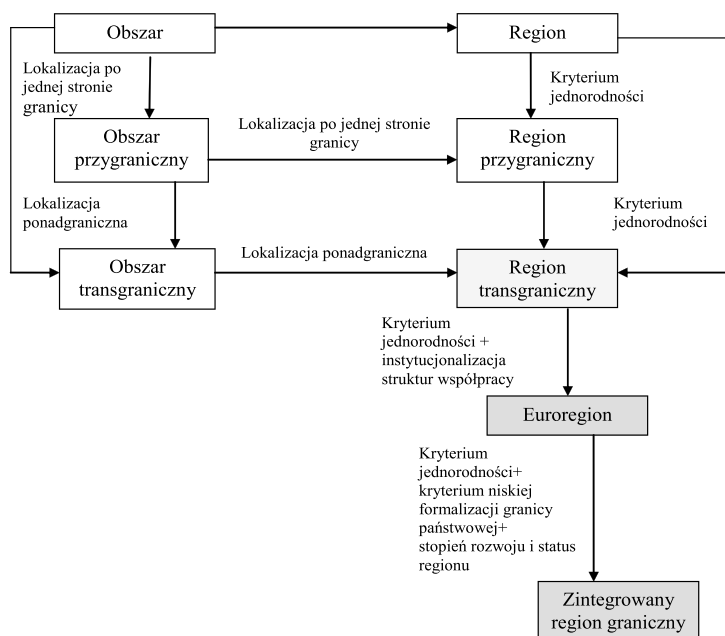 Obszar
Region
Lokalizacja po
jednej stronie
granicy
Kryterium
jednorodności
Obszar
przygraniczny
Lokalizacja po jednej stronie
granicy
Region
przygraniczny
Lokalizacja
ponadgraniczna
Kryterium
jednorodności
Obszar
transgraniczny
Lokalizacja ponadgraniczna
Region
transgraniczny
Kryterium
jednorodności +
instytucjonalizacja
struktur współpracy
Euroregion
Kryterium
jednorodności+
kryterium niskiej
formalizacji granicy
państwowej+
stopień rozwoju i status
regionu
Zintegrowany
region graniczny